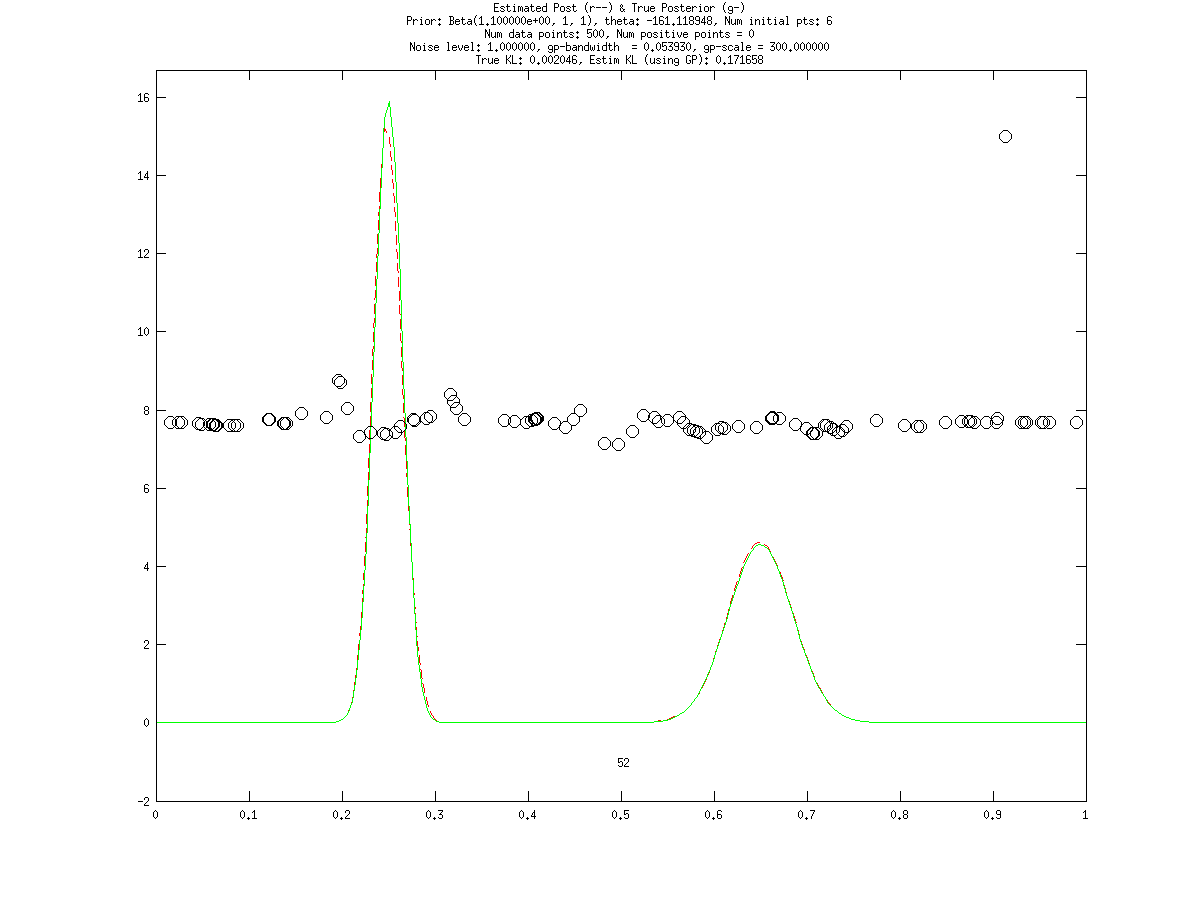 Estimated Post (r--) & True Posterior (g-)
Prior: Beta(1.100000e+00, 1, 1), theta: -161.118948, Num initial pts: 6
Num data points: 500, Num positive points = 0
Noise level: 1.000000, gp-bandwidth  = 0.053930, gp-scale = 300.000000
True KL: 0.002046, Estim KL (using GP): 0.171658
16
14
12
10
8
6
4
2
0
52
-2
0 0.1 0.2 0.3 0.4 0.5 0.6 0.7 0.8 0.9 1